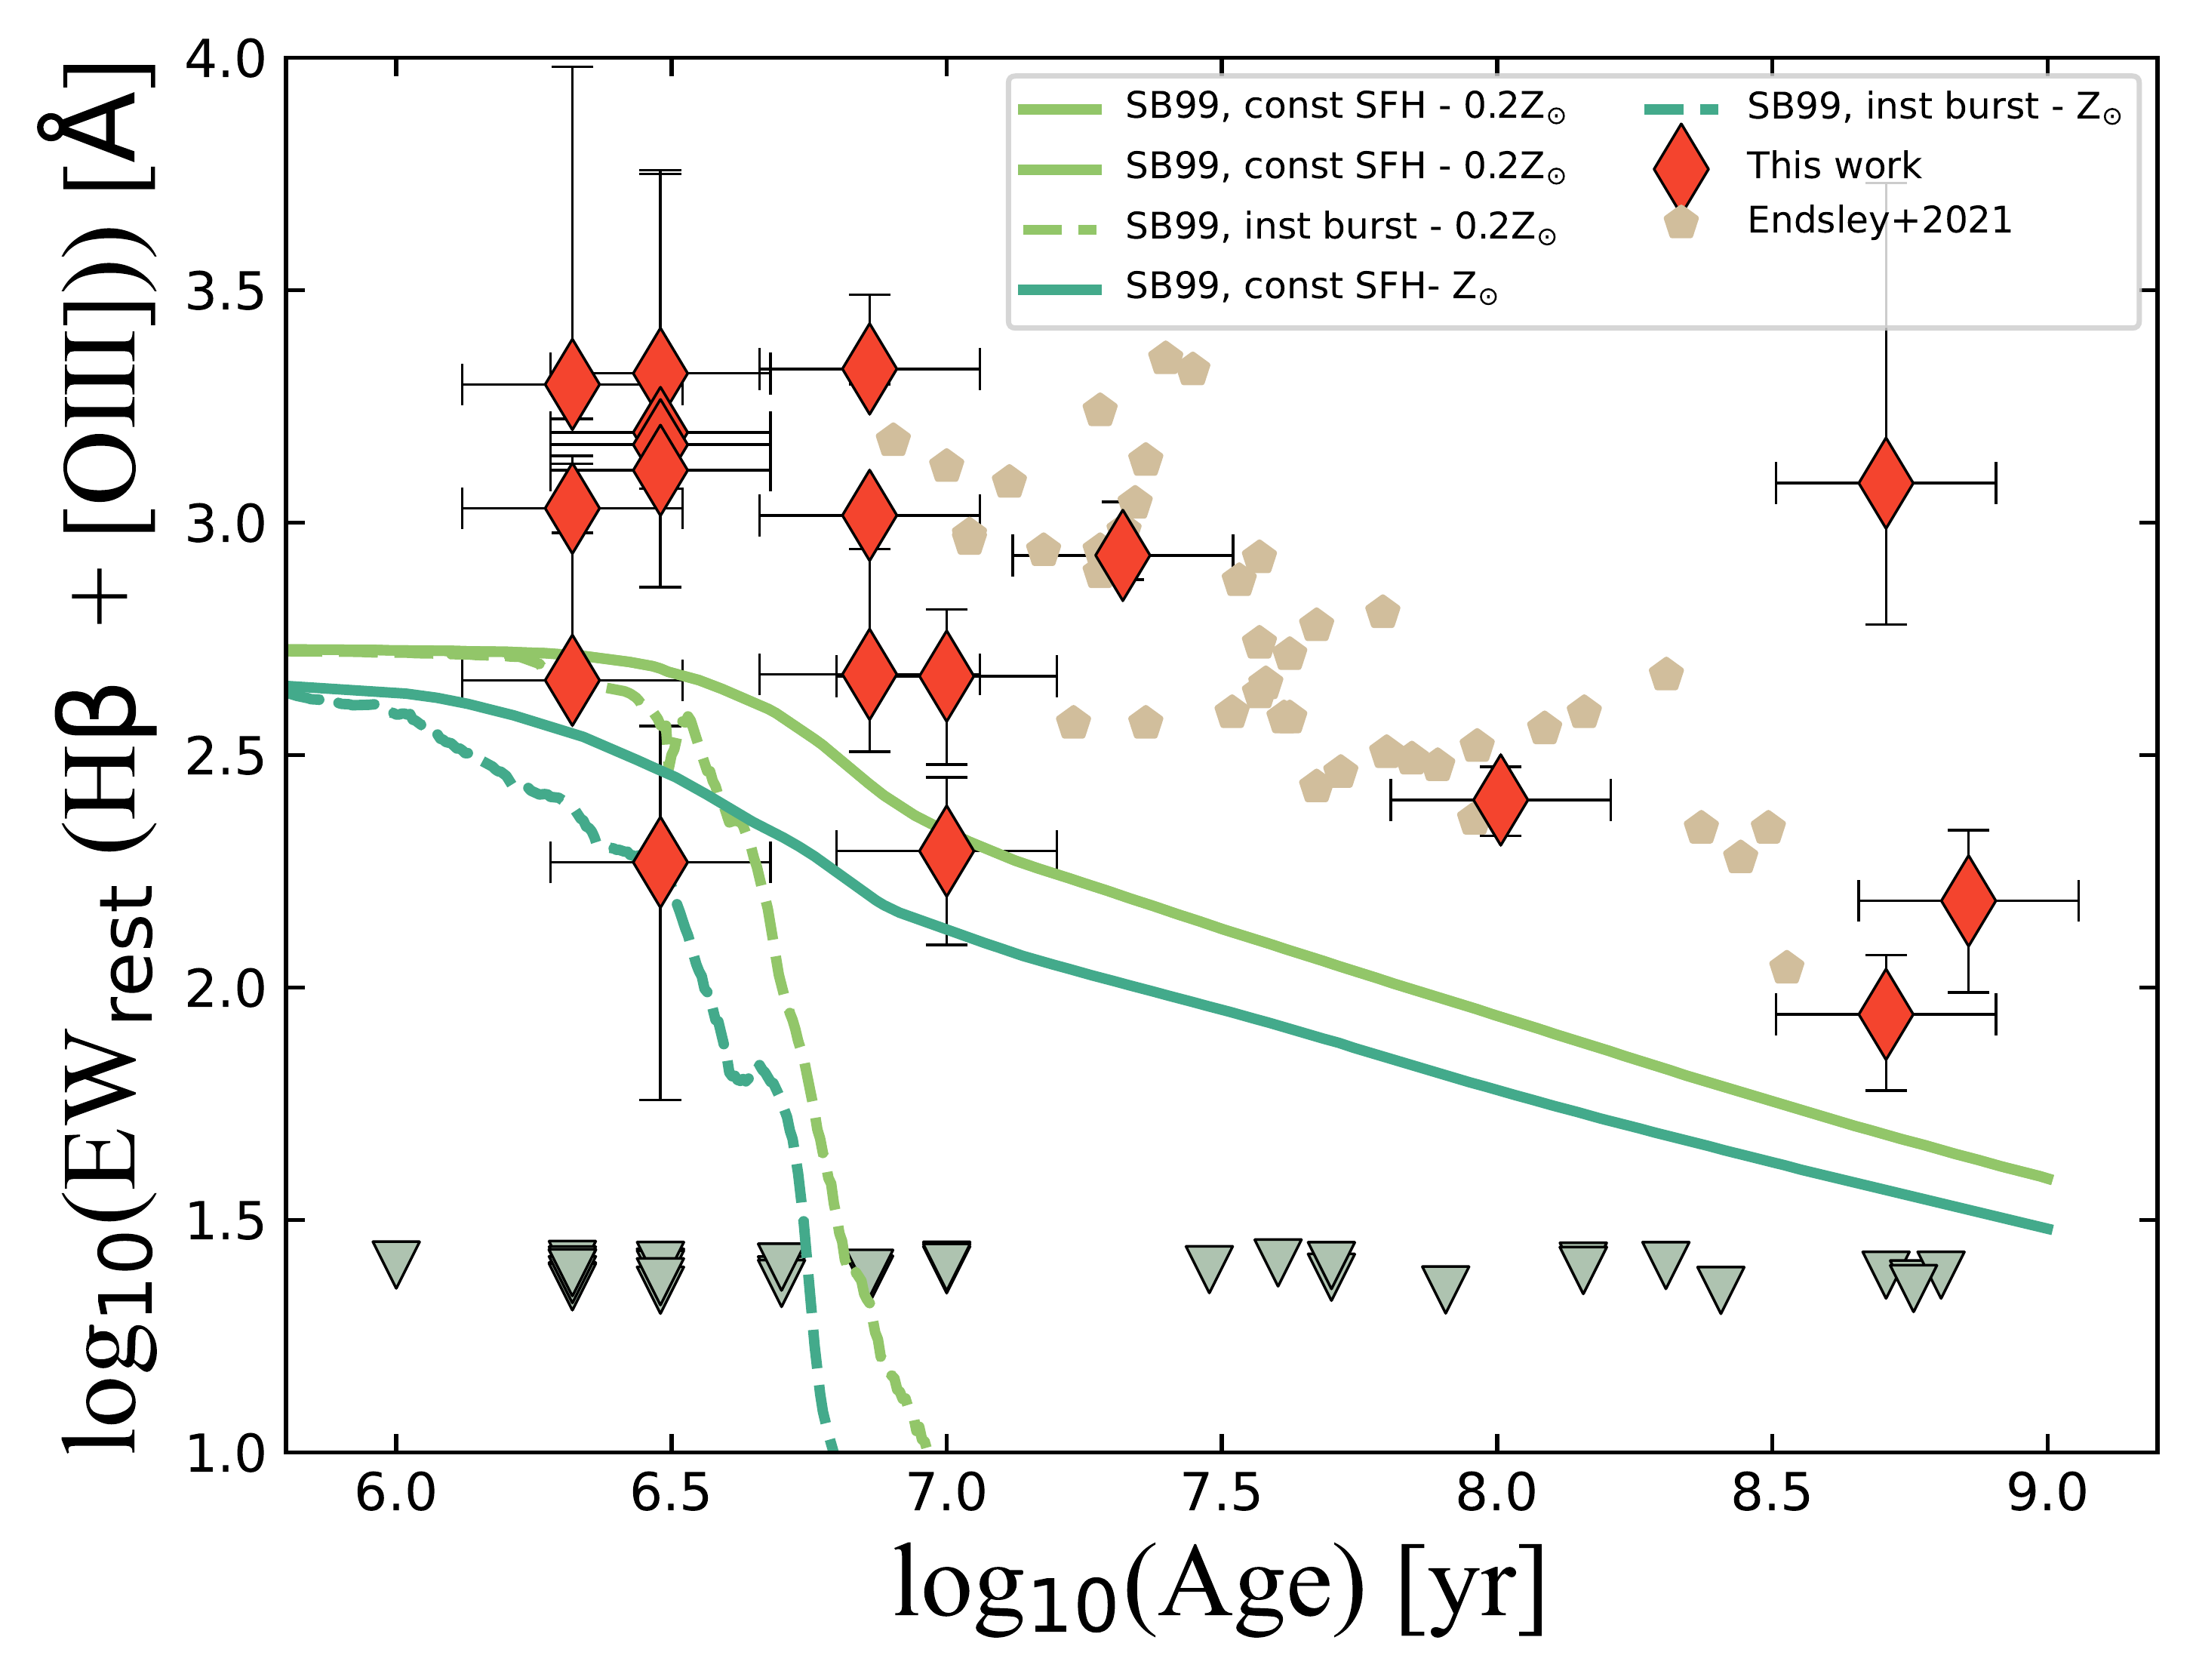 log10(EWrest (Hβ + [OIII])) [Å]
4.0
3.5
3.0
2.5
2.0
1.5
1.0
SB99, const SFH - 0.2Z⊙
SB99, const SFH - 0.2Z⊙
SB99, inst burst - 0.2Z⊙
SB99, const SFH- Z⊙
SB99, inst burst - Z⊙
This work
Endsley+2021
6.0 6.5 7.0 7.5 8.0 8.5 9.0
log10(Age) [yr]